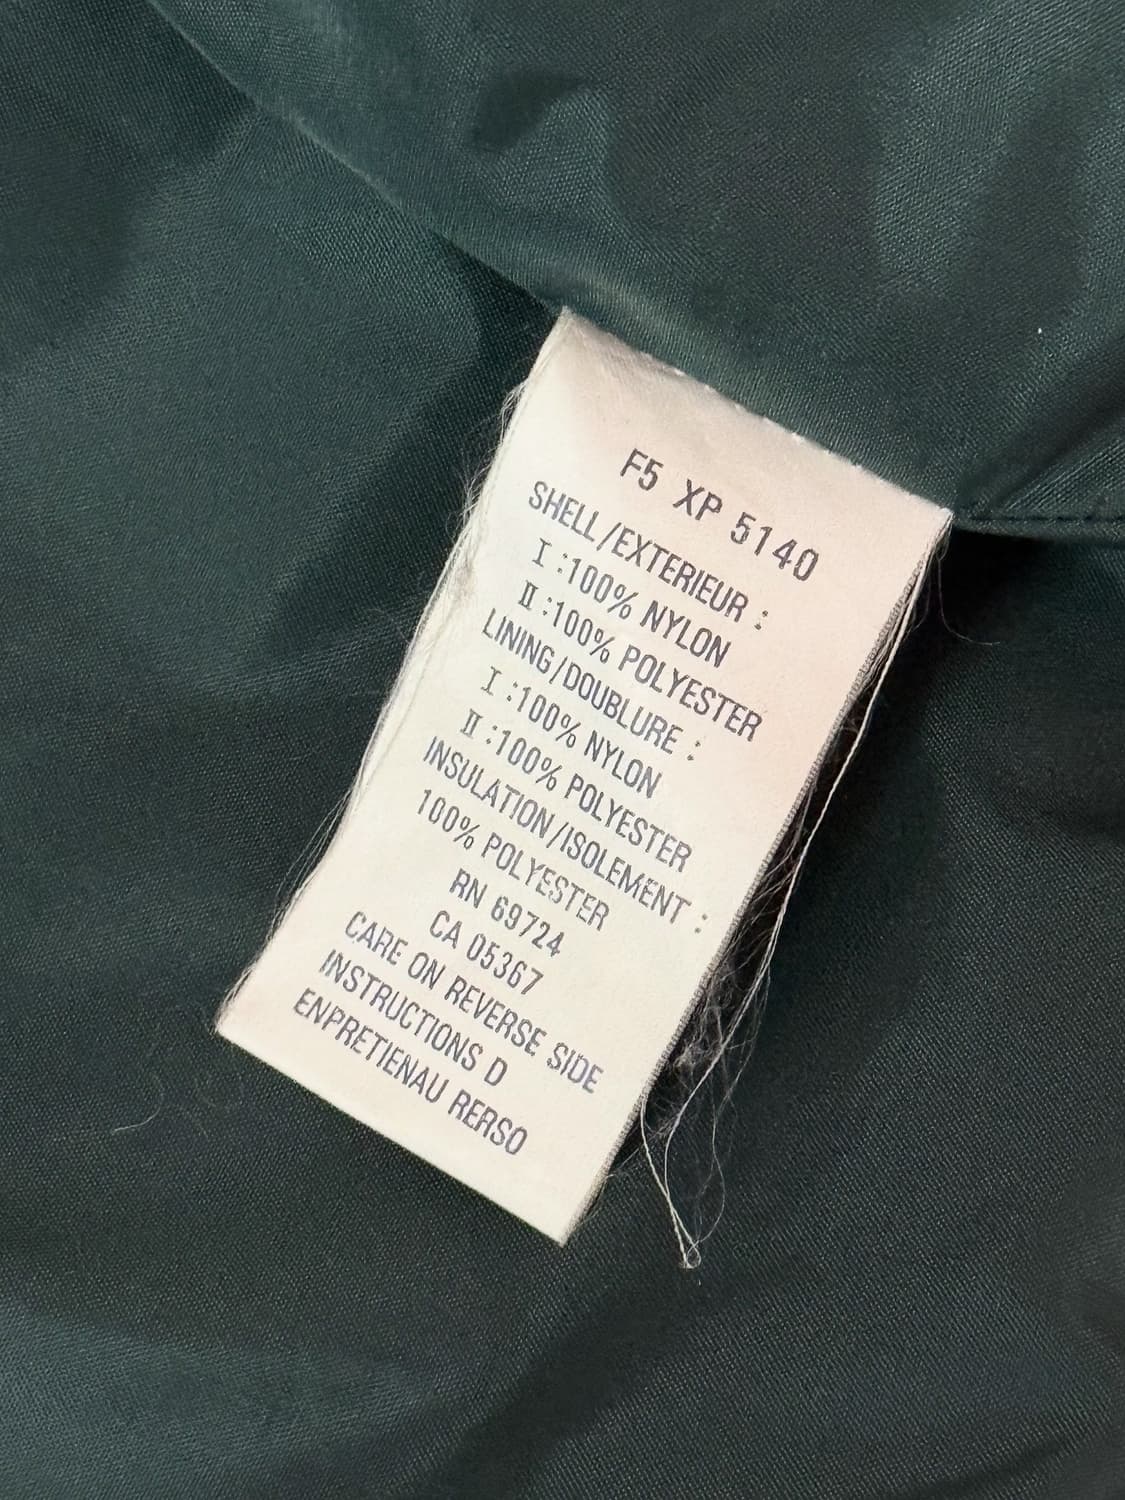 F5 XP 5140
SHELL/EXTERIEUR :
I :100% NYLON
II :100% POLYESTER
LINING/DOUBLURE :
I :100% NYLON
II :100% POLYESTER
INSULATION/ISOLEMENT :
100% POLYESTER
RN 69724
CA 05367
CARE ON REVERSE SIDE
INSTRUCTIONS D
ENPRETIENAU RERSO